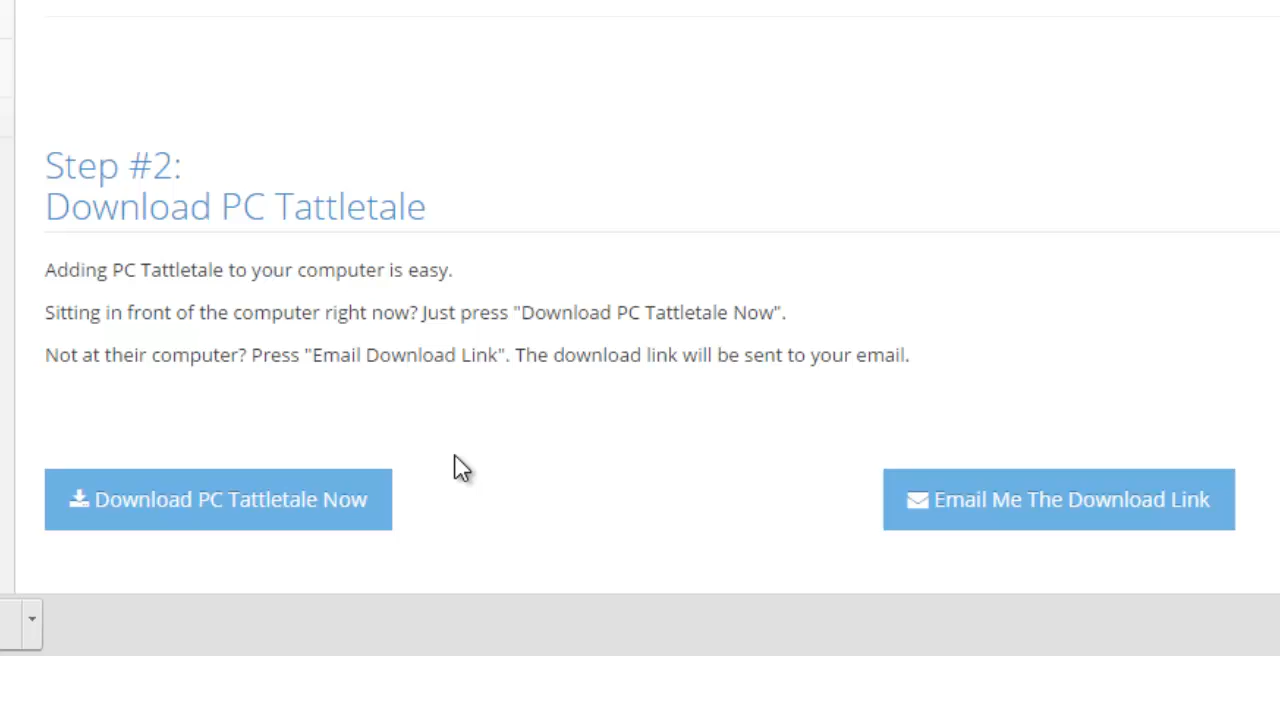 Step #2:
Download PC Tattletale
Adding PC Tattletale to your computer is easy.
Sitting in front of the computer right now? Just press "Download PC Tattletale Now".
Not at their computer? Press "Email Download Link". The download link will be sent to your email.
Download PC Tattletale Now
Email Me The Download Link